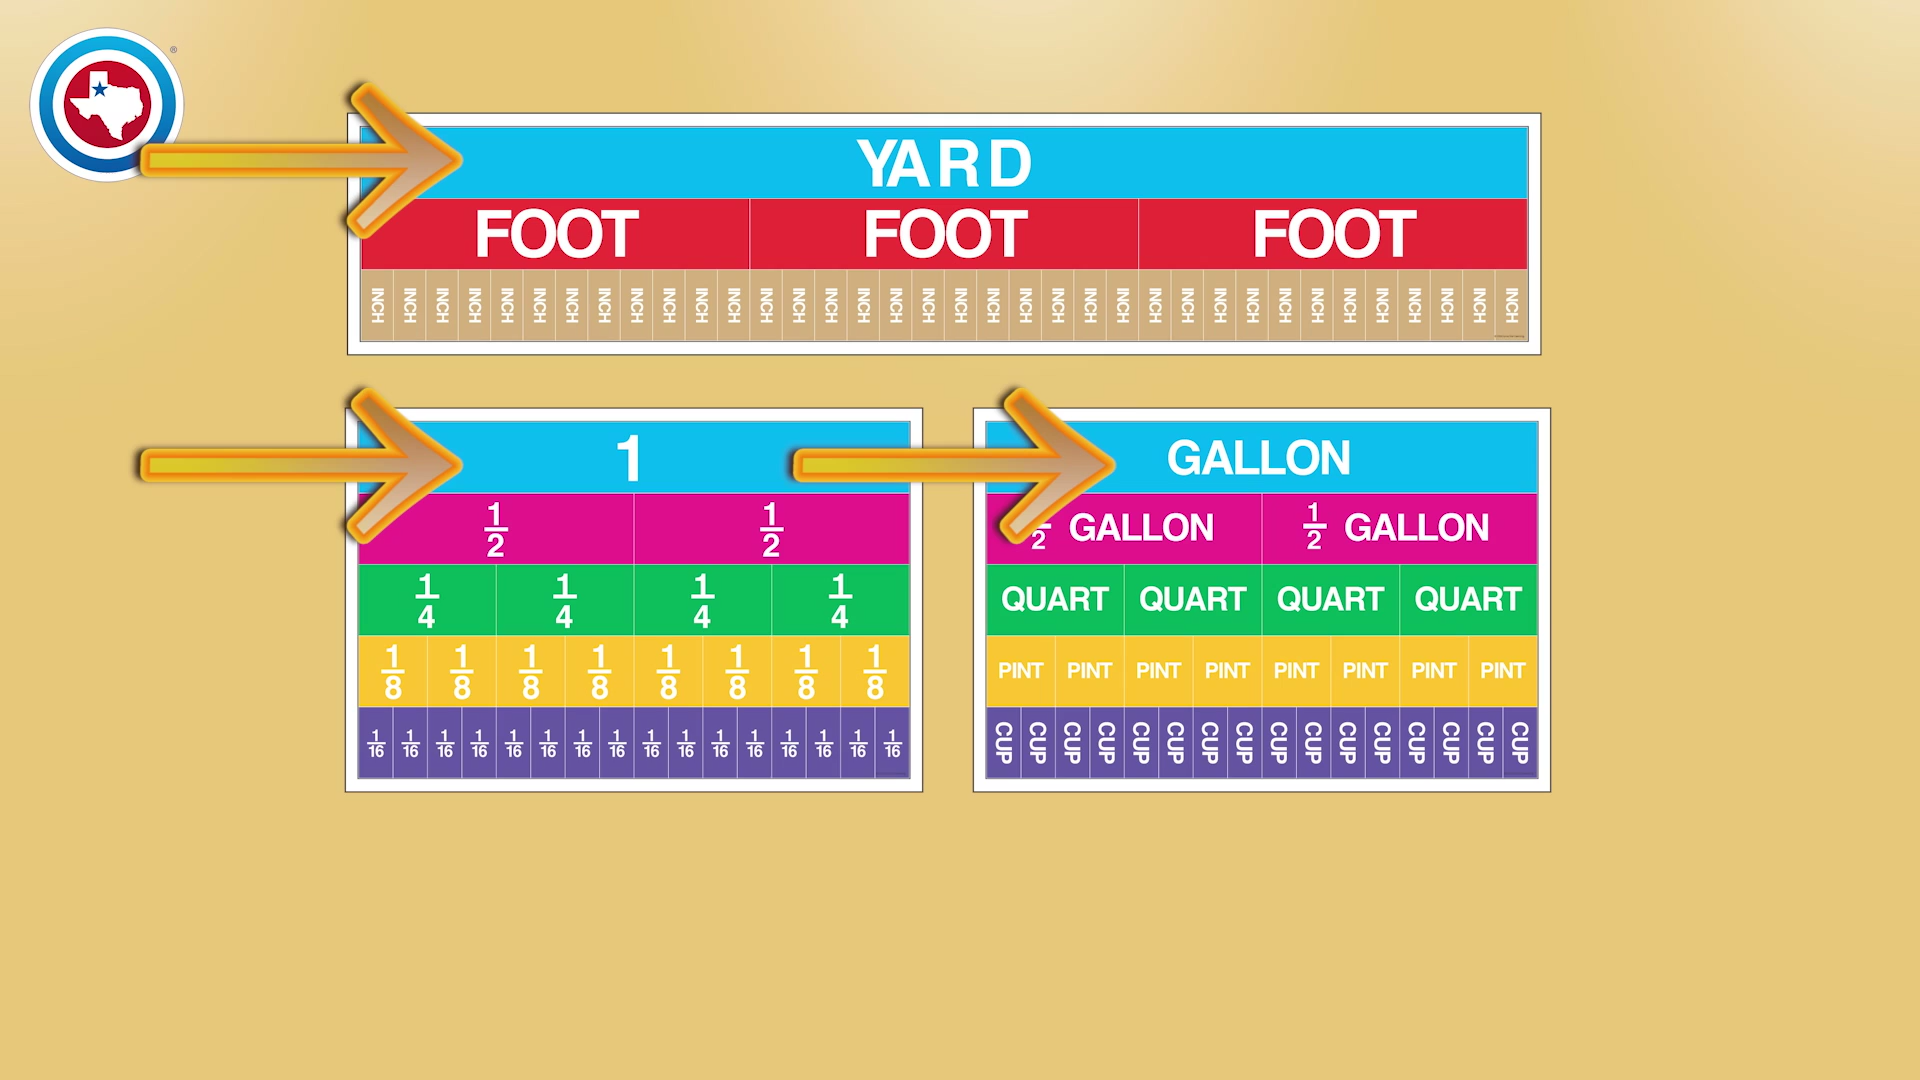 ®
YARD
FOOT FOOT FOOT
INCH INCH INCH INCH INCH INCH INCH INCH INCH INCH INCH INCH INCH INCH INCH INCH INCH INCH INCH INCH INCH INCH INCH INCH INCH INCH INCH INCH INCH INCH INCH INCH INCH INCH INCH INCH
1
1/2 1/2
1/4 1/4 1/4 1/4
1/8 1/8 1/8 1/8 1/8 1/8 1/8 1/8
1/16 1/16 1/16 1/16 1/16 1/16 1/16 1/16 1/16 1/16 1/16 1/16 1/16 1/16 1/16 1/16
GALLON
2 GALLON 1/2 GALLON
QUART QUART QUART QUART
PINT PINT PINT PINT PINT PINT PINT PINT
CUP CUP CUP CUP CUP CUP CUP CUP CUP CUP CUP CUP CUP CUP CUP CUP